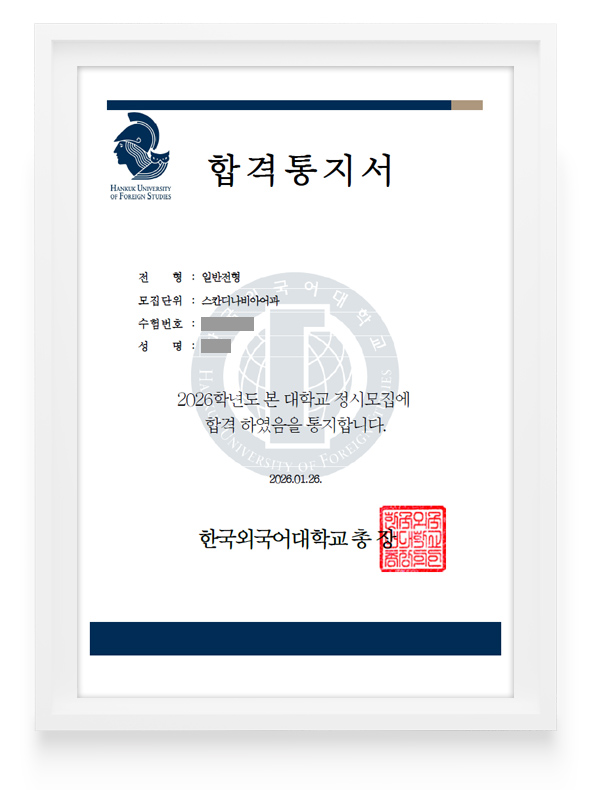 HANKUK UNIVERSITY
OF FOREIGN STUDIES
합격통지서
전 형 : 일반전형
모집단위 : 스칸디나비아어과
수험번호 :
성 명 :
2026학년도 본 대학교 정시모집에
합격 하였음을 통지합니다.
2026.01.26.
한국외국어대학교 총 장